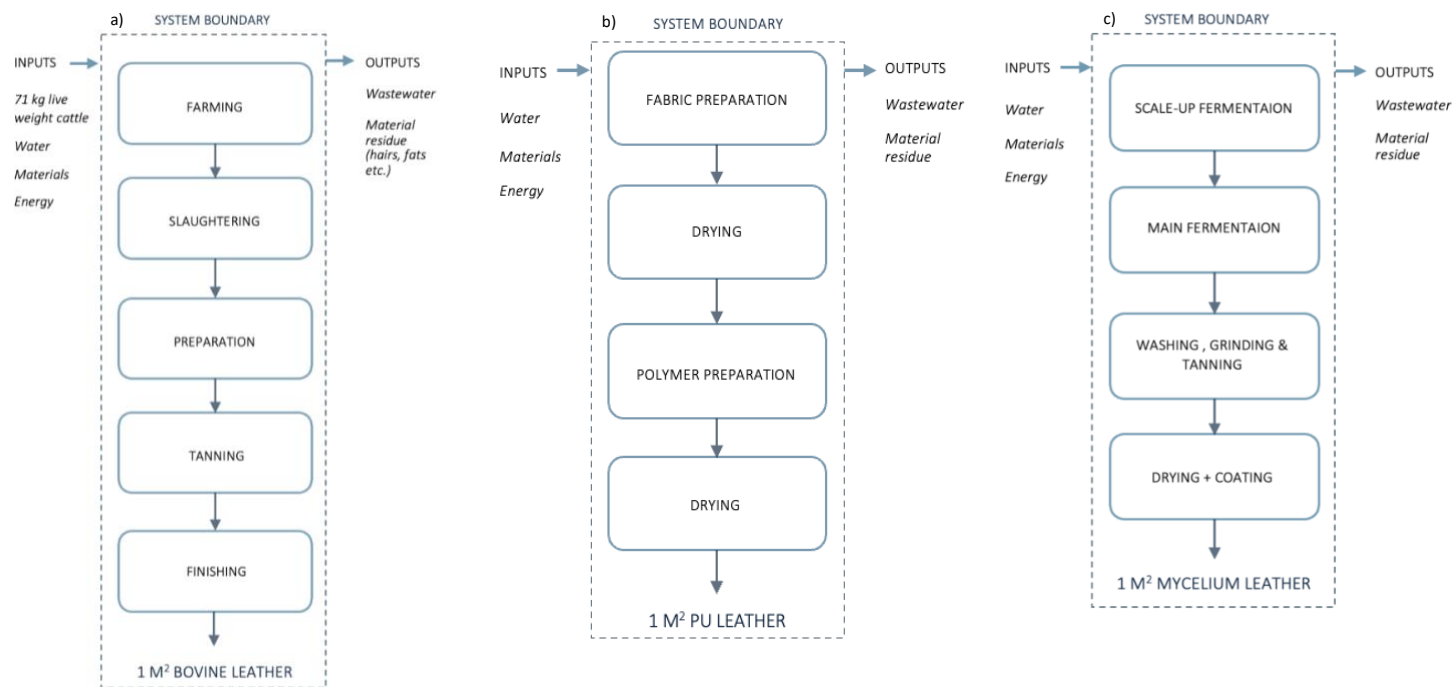 a)
SYSTEM BOUNDARY
INPUTS
71 kg live
weight cattle
Water
Materials
Energy
FARMING
SLAUGHTERING
PREPARATION
TANNING
FINISHING
1 M² BOVINE LEATHER
OUTPUTS
Wastewater
Material
residue
(hairs, fats
etc.)
b)
SYSTEM BOUNDARY
INPUTS
Water
Materials
Energy
FABRIC PREPARATION
DRYING
POLYMER PREPARATION
DRYING
1 M² PU LEATHER
OUTPUTS
Wastewater
Material
residue
c)
SYSTEM BOUNDARY
INPUTS
Water
Materials
Energy
SCALE-UP FERMENTAION
MAIN FERMENTAION
WASHING , GRINDING &
TANNING
DRYING + COATING
1 M² MYCELIUM LEATHER
OUTPUTS
Wastewater
Material
residue